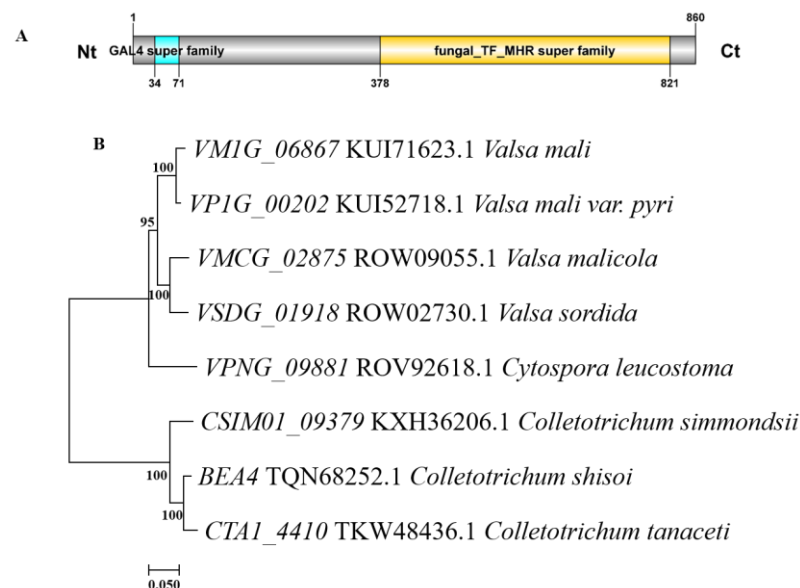 A
1
860
Nt
GAL4 super family
fungal_TF_MHR super family
Ct
34
71
378
821
B
VM1G_06867 KUI71623.1 Valsa mali
100
VP1G_00202 KUI52718.1 Valsa mali var. pyri
95
VMCG_02875 ROW09055.1 Valsa malicola
100
VSDG_01918 ROW02730.1 Valsa sordida
VPNG_09881 ROV92618.1 Cytospora leucostoma
CSIM01_09379 KXH36206.1 Colletotrichum simmondsii
100
BEA4 TQN68252.1 Colletotrichum shisoi
100
CTA1_4410 TKW48436.1 Colletotrichum tanaceti
0.050